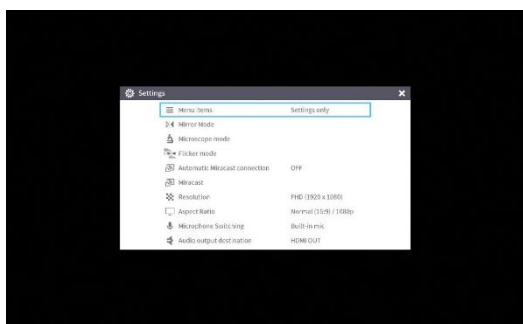 Settings
Menu items Settings only
Mirror Mode
Microscope mode
Flicker mode
Automatic Miracast connection OFF
Miracast
Resolution FHD (1920 x 1080)
Aspect Ratio Normal (16:9) / 1080p
Microphone Switching Built-in mic
Audio output destination HDMI OUT